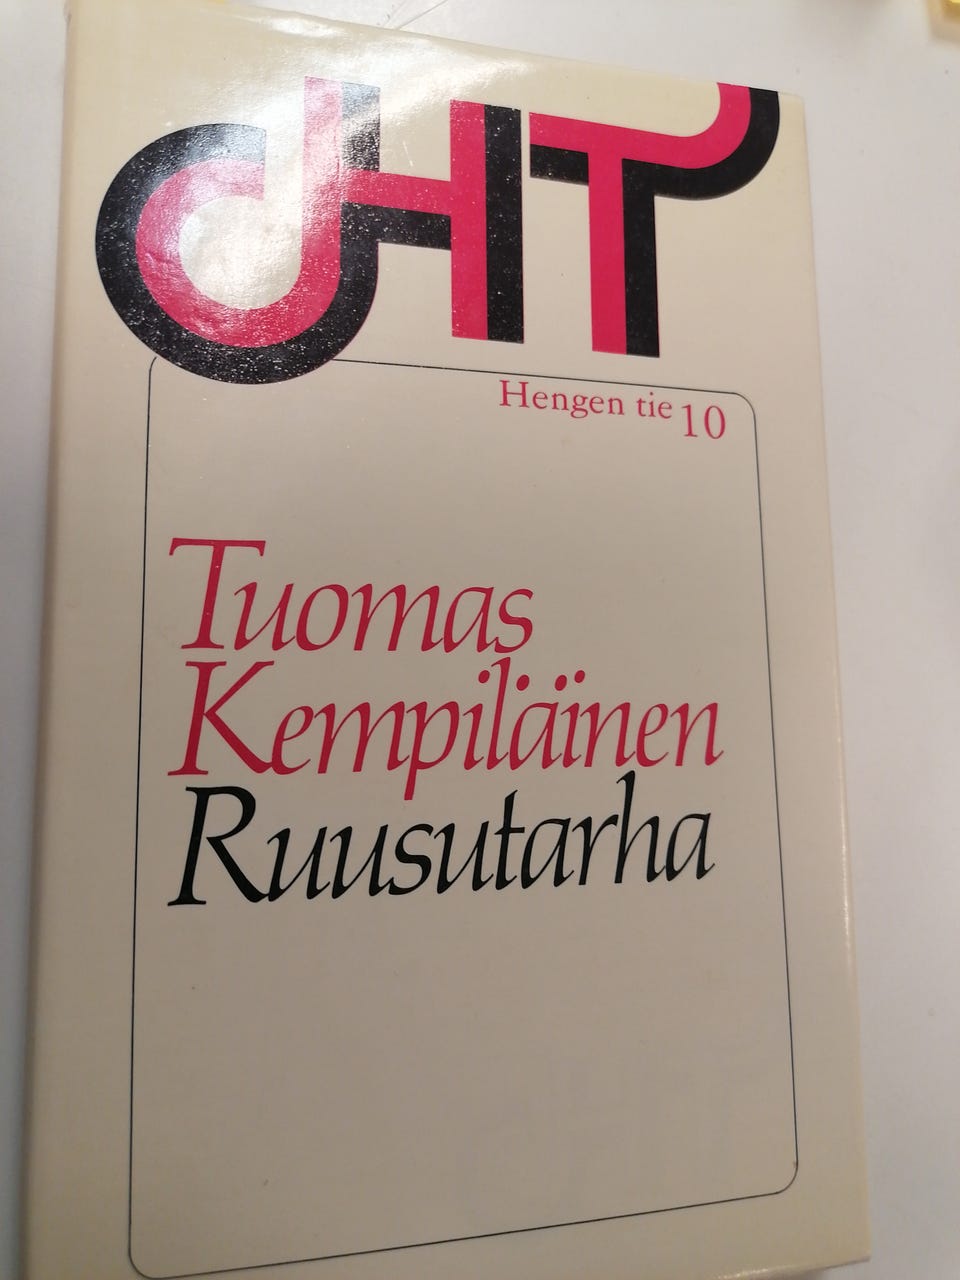 HT
Hengen tie 10
Tuomas
Kempiläinen
Ruusutarha